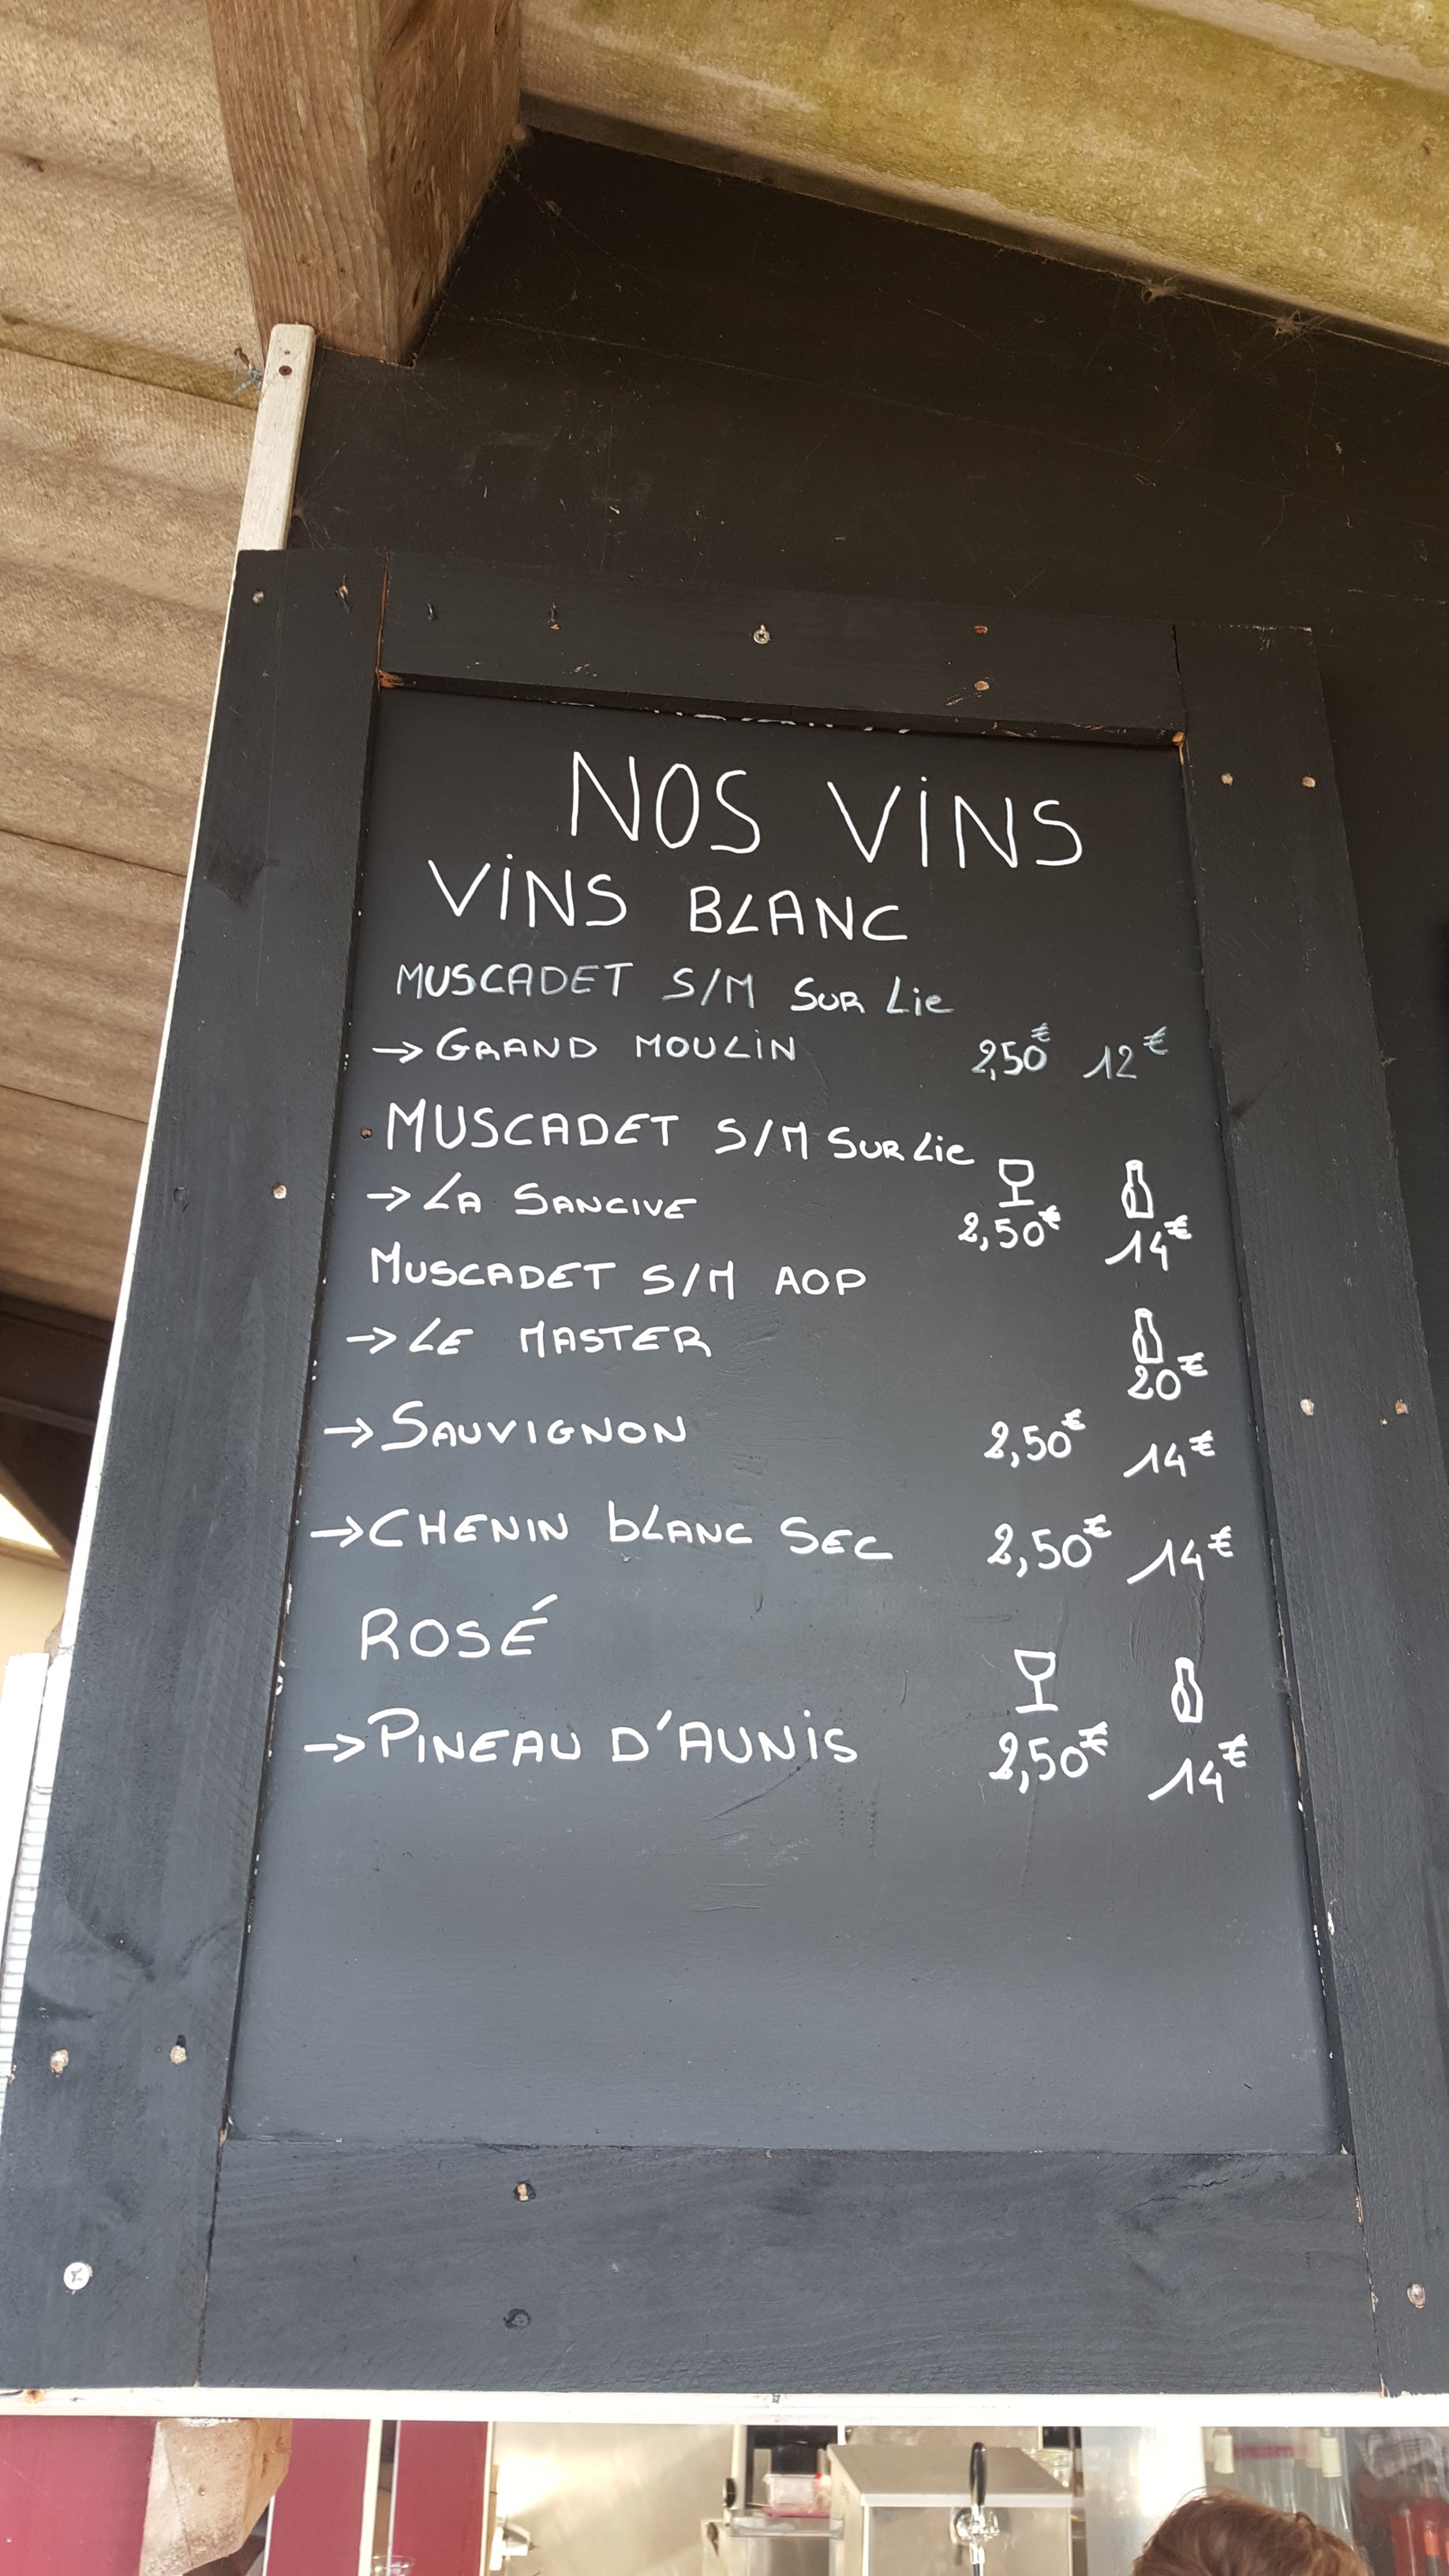 NOS VINS
VINS BLANC
MUSCADET S/M SUR Lie
→ GRAND MOULIN 2,50€ 12€
MUSCADET S/M SUR Lie
→ LA SANCIVE 2,50€ 14€
MUSCADET S/M AOP
→ LE MASTER 20€
→ SAUVIGNON 2,50€ 14€
→ CHENIN bLANC SEC 2,50€ 14€
ROSÉ
→ PINEAU D'AUNIS 2,50€ 14€